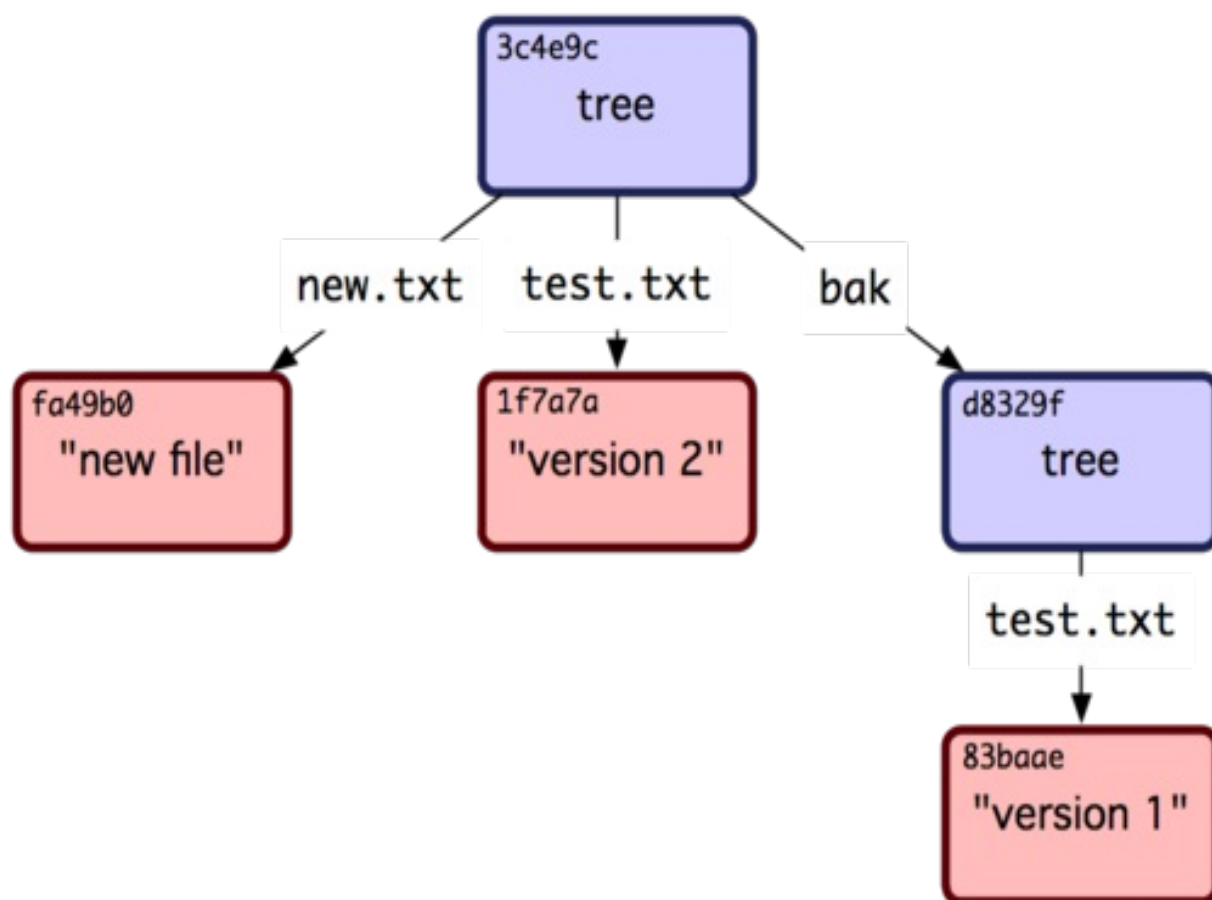 3c4e9c
tree
new.txt
test.txt
bak
fa49b0
"new file"
1f7a7a
"version 2"
d8329f
tree
test.txt
83baae
"version 1"